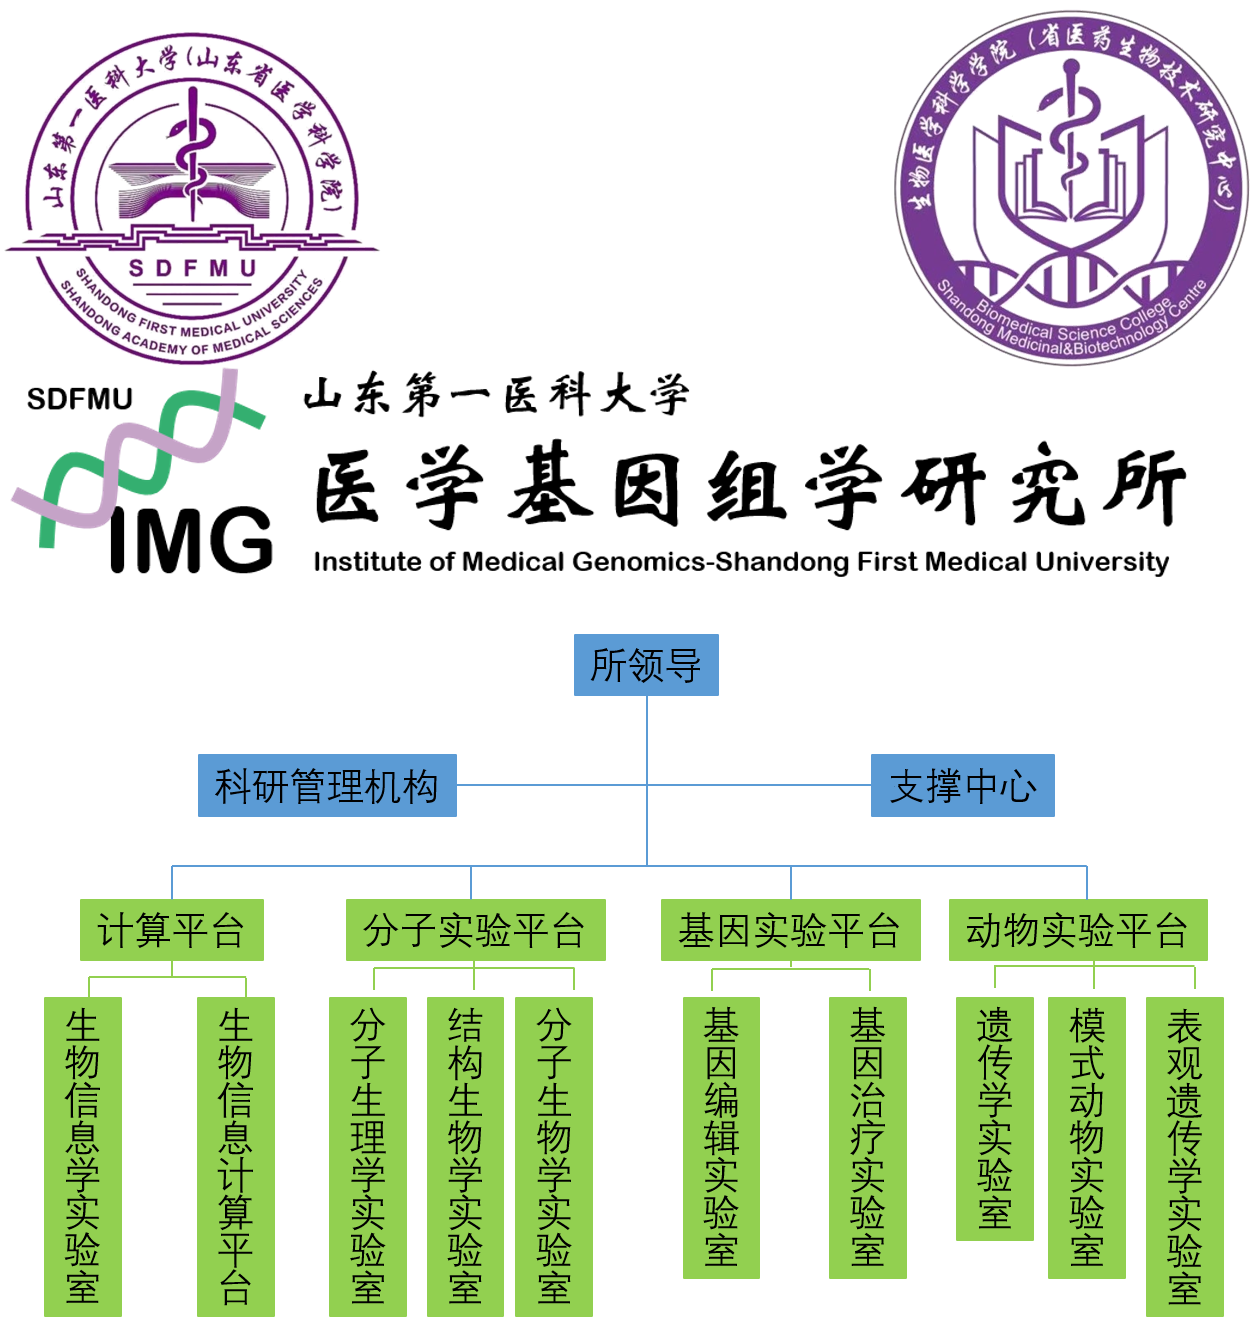 山东第一医科大学(山东省医学科学院)
SDFMU
SHANDONG FIRST MEDICAL UNIVERSITY
SHANDONG ACADEMY OF MEDICAL SCIENCES
生物医学科学学院(省医药生物技术研究中心)
Biomedical Science College
Shandong Medicinal&Biotechnology Centre
SDFMU
IMG
山东第一医科大学
医学基因组学研究所
Institute of Medical Genomics-Shandong First Medical University
所领导
科研管理机构
支撑中心
计算平台
分子实验平台
基因实验平台
动物实验平台
生物信息学实验室
生物信息计算平台
分子生理学实验室
结构生物学实验室
分子生物学实验室
基因编辑实验室
基因治疗实验室
遗传学实验室
模式动物实验室
表观遗传学实验室